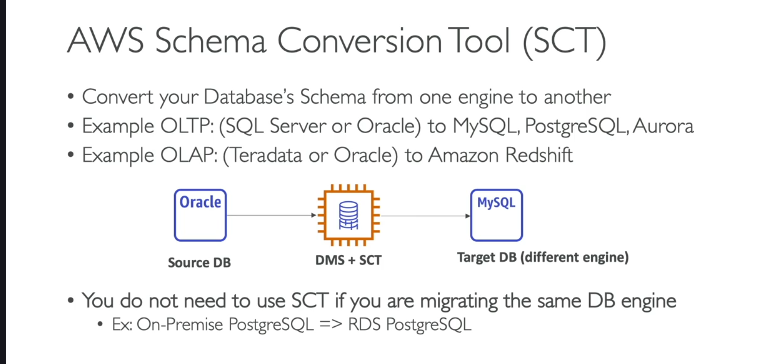 AWS Schema Conversion Tool (SCT)
• Convert your Database's Schema from one engine to another
• Example OLTP: (SQL Server or Oracle) to MySQL, PostgreSQL, Aurora
• Example OLAP: (Teradata or Oracle) to Amazon Redshift
Oracle
MySQL
Source DB
DMS + SCT
Target DB (different engine)
• You do not need to use SCT if you are migrating the same DB engine
• Ex: On-Premise PostgreSQL => RDS PostgreSQL